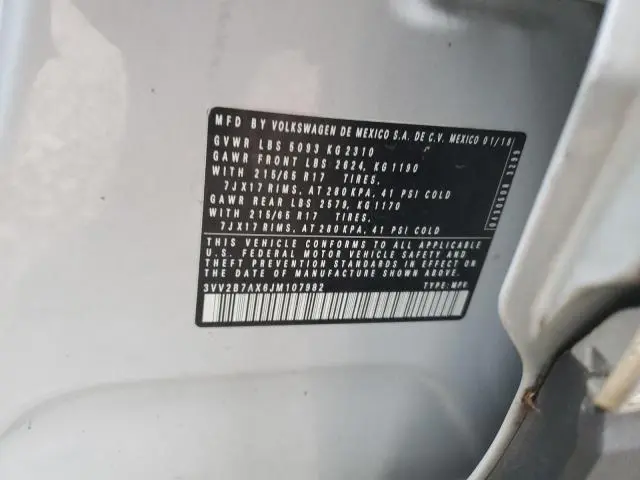 MFD BY VOLKSWAGEN DE MEXICO S.A. DE C.V. MEXICO 01/18
GVWR LBS 5093 KG 2310
GAWR FRONT LBS 2624, KG 1190
WITH 215/65 R17 TIRES,
7JX17 RIMS, AT 280 KPA, 41 PSI COLD
GAWR REAR LBS 2579, KG 1170
WITH 215/65 R17 TIRES,
7JX17 RIMS, AT 280 KPA, 41 PSI COLD
THIS VEHICLE CONFORMS TO ALL APPLICABLE
U.S. FEDERAL MOTOR VEHICLE SAFETY AND
THEFT PREVENTION STANDARDS IN EFFECT ON
THE DATE OF MANUFACTURE SHOWN ABOVE.
3VV2B7AX6JM107982 TYPE: MPV